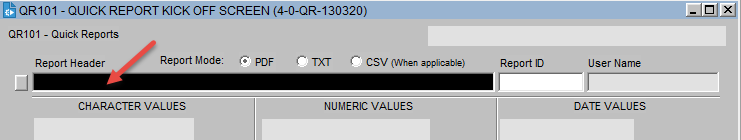 QR101 - QUICK REPORT KICK OFF SCREEN (4-0-QR-130320)
QR101 - Quick Reports
Report Header Report Mode: PDF TXT CSV (When applicable) Report ID User Name
CHARACTER VALUES NUMERIC VALUES DATE VALUES